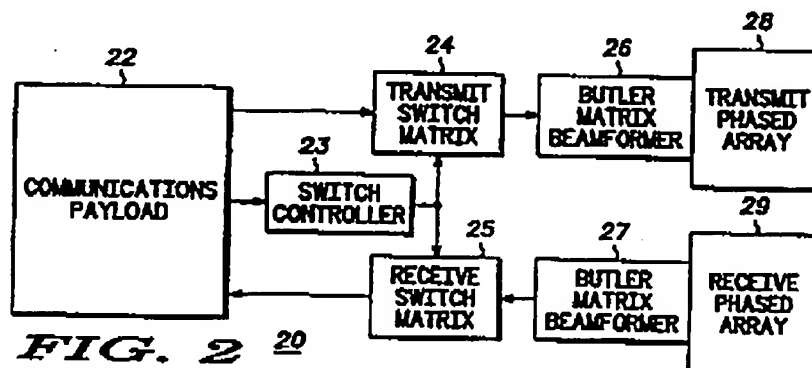 22
COMMUNICATIONS
PAYLOAD
23
SWITCH
CONTROLLER
24
TRANSMIT
SWITCH
MATRIX
25
RECEIVE
SWITCH
MATRIX
26
BUTLER
MATRIX
BEAMFORMER
27
BUTLER
MATRIX
BEAMFORMER
28
TRANSMIT
PHASED
ARRAY
29
RECEIVE
PHASED
ARRAY
FIG. 2 20